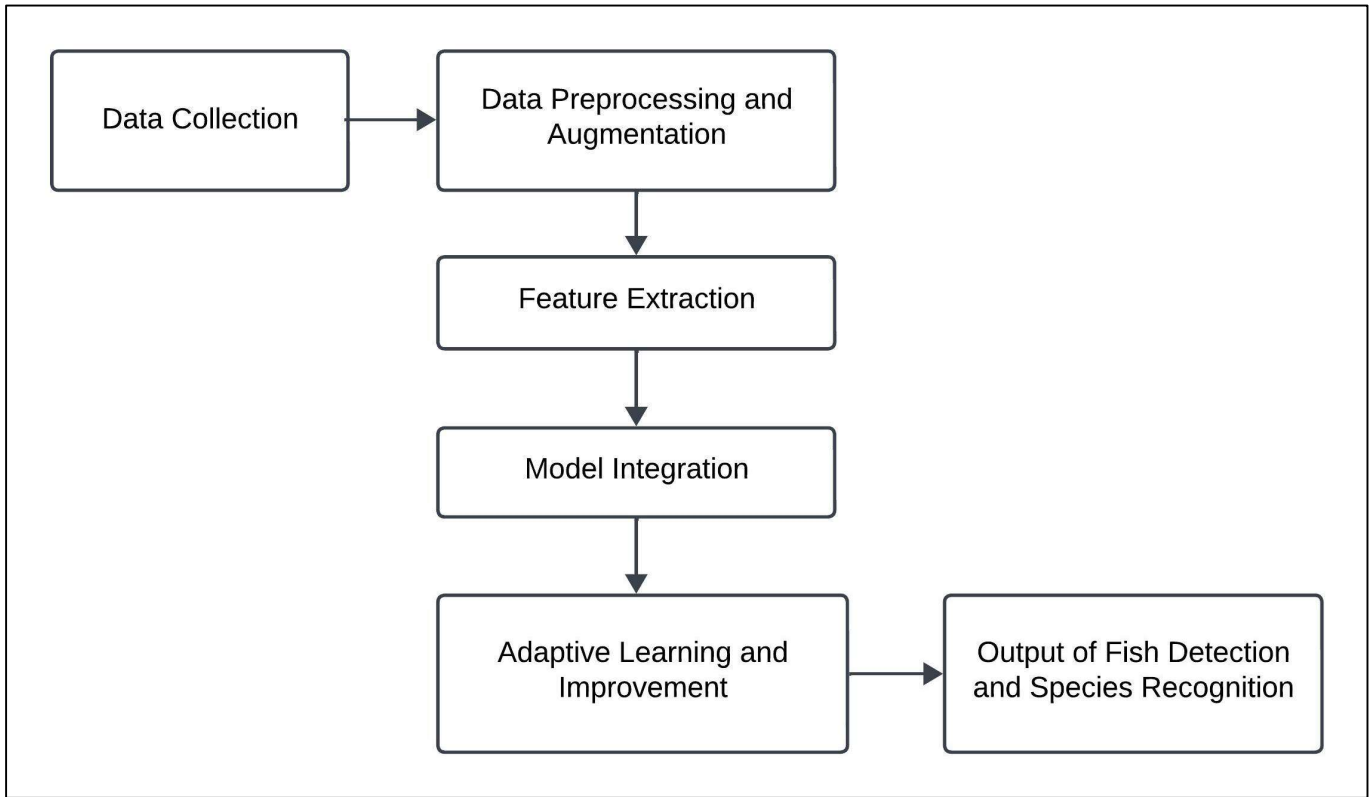 Data Collection
Data Preprocessing and
Augmentation
Feature Extraction
Model Integration
Adaptive Learning and
Improvement
Output of Fish Detection
and Species Recognition